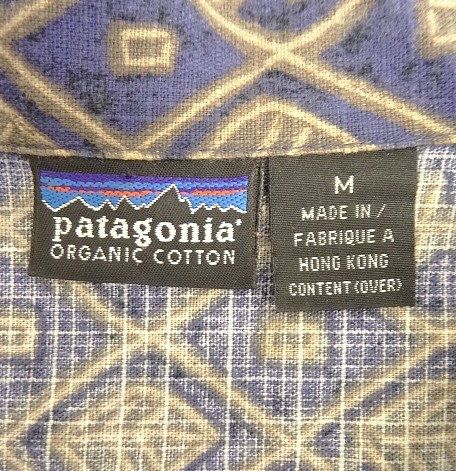 patagonia®
ORGANIC COTTON
M
MADE IN /
FABRIQUE A
HONG KONG
CONTENT (OVER)